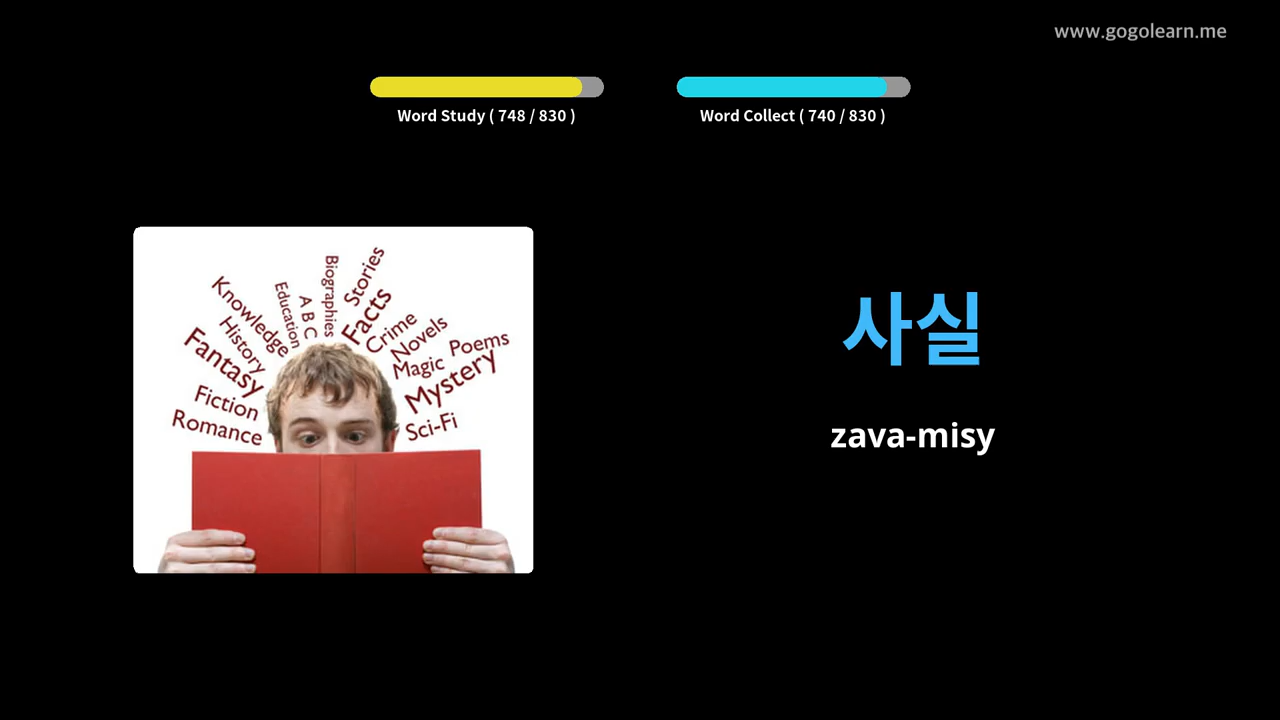 www.gogolearn.me
Word Study ( 748 / 830 )
Word Collect ( 740 / 830 )
Biographies
Stories
Education
A B C
Facts
Knowledge
Crime
History
Novels
Fantasy
Magic
Poems
Mystery
Fiction
Romance
Sci-Fi
사실
zava-misy